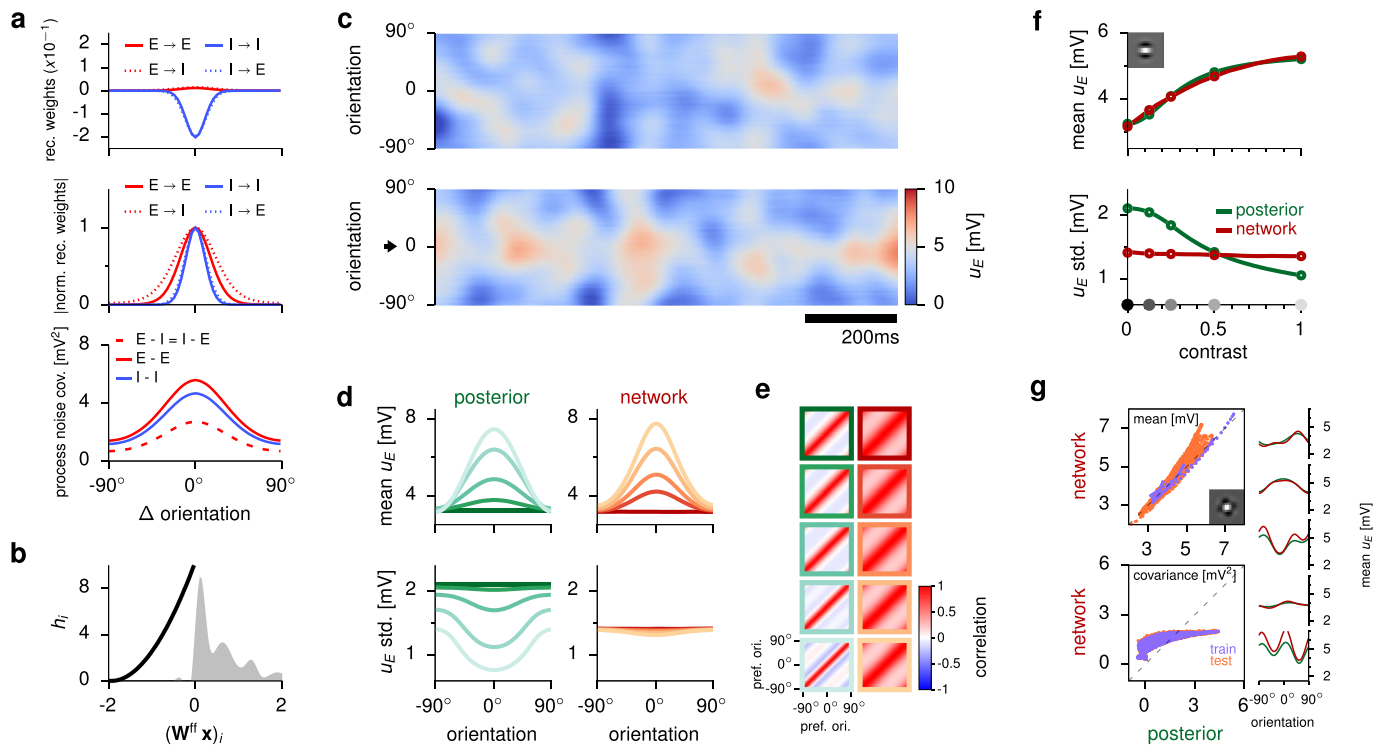 a
rec. weights (x10⁻¹)
2
1
0
-1
-2
E → E
I → I
E → I
I → E
|norm. rec. weights|
1
0
E → E
I → I
E → I
I → E
process noise cov. [mV²]
8
4
0
E - I = I - E
E - E
I - I
-90°
0°
90°
Δ orientation
b
hᵢ
8
4
0
-2
0
2
(Wᶠᶠ x)ᵢ
c
orientation
90°
0
-90°
orientation
90°
0
-90°
10
5
0
u_E [mV]
200ms
d
posterior
network
mean u_E [mV]
8
4
8
4
u_E std. [mV]
2
1
2
1
-90°
0°
90°
-90°
0°
90°
orientation
orientation
e
1
0.5
0
-0.5
-1
correlation
pref. ori.
90°
0°
-90°
-90° 0° 90°
pref. ori.
f
mean u_E [mV]
6
4
u_E std. [mV]
2
1
posterior
network
0
0.5
1
contrast
g
network
mean [mV]
7
6
5
4
3
3
5
7
network
covariance [mV²]
6
4
2
0
train
test
0
3
6
posterior
5
2
5
2
5
2
5
2
5
2
mean u_E [mV]
-90° 0° 90°
orientation